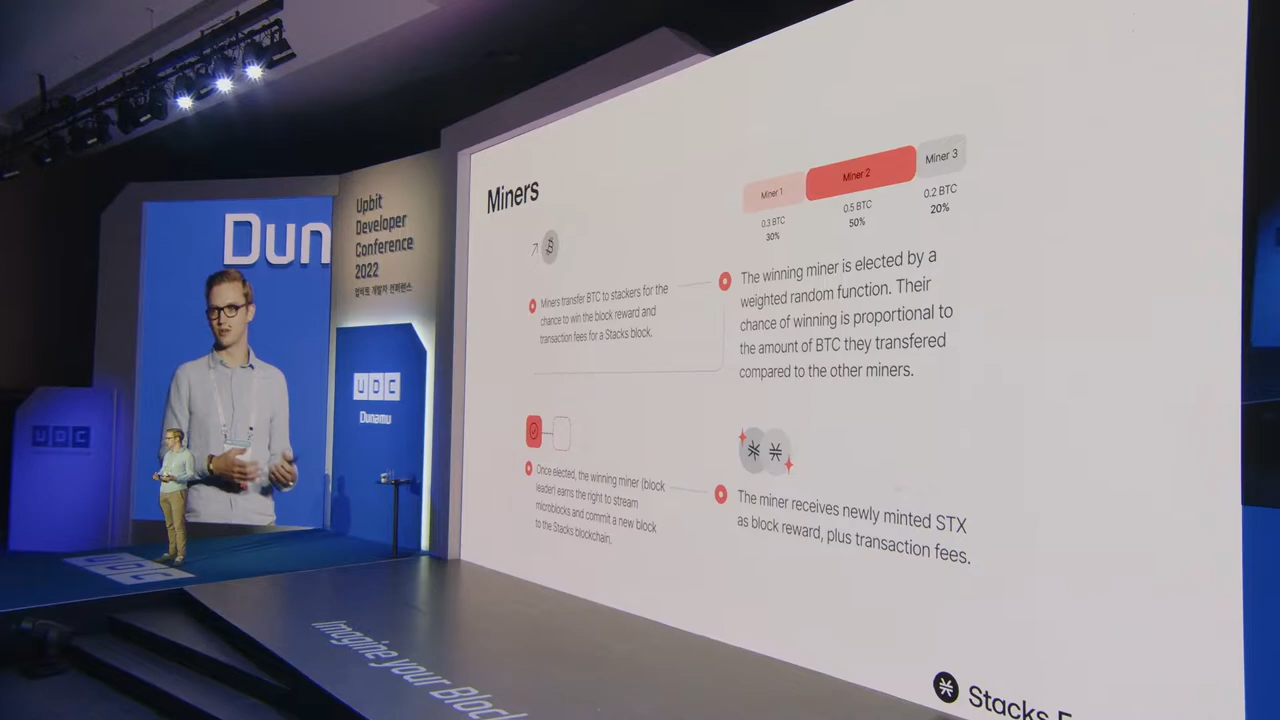 Dun
Upbit
Developer
Conference
2022
업비트 개발자 컨퍼런스
UDC
Dunamu
UDC
UDC
Imagine your Block
Miners
Miners transfer BTC to stackers for the
chance to win the block reward and
transaction fees for a Stacks block.
Miner 1
Miner 2
Miner 3
0.3 BTC
30%
0.5 BTC
50%
0.2 BTC
20%
The winning miner is elected by a
weighted random function. Their
chance of winning is proportional to
the amount of BTC they transfered
compared to the other miners.
Once elected, the winning miner (block
leader) earns the right to stream
microblocks and commit a new block
to the Stacks blockchain.
The miner receives newly minted STX
as block reward, plus transaction fees.
Stacks F